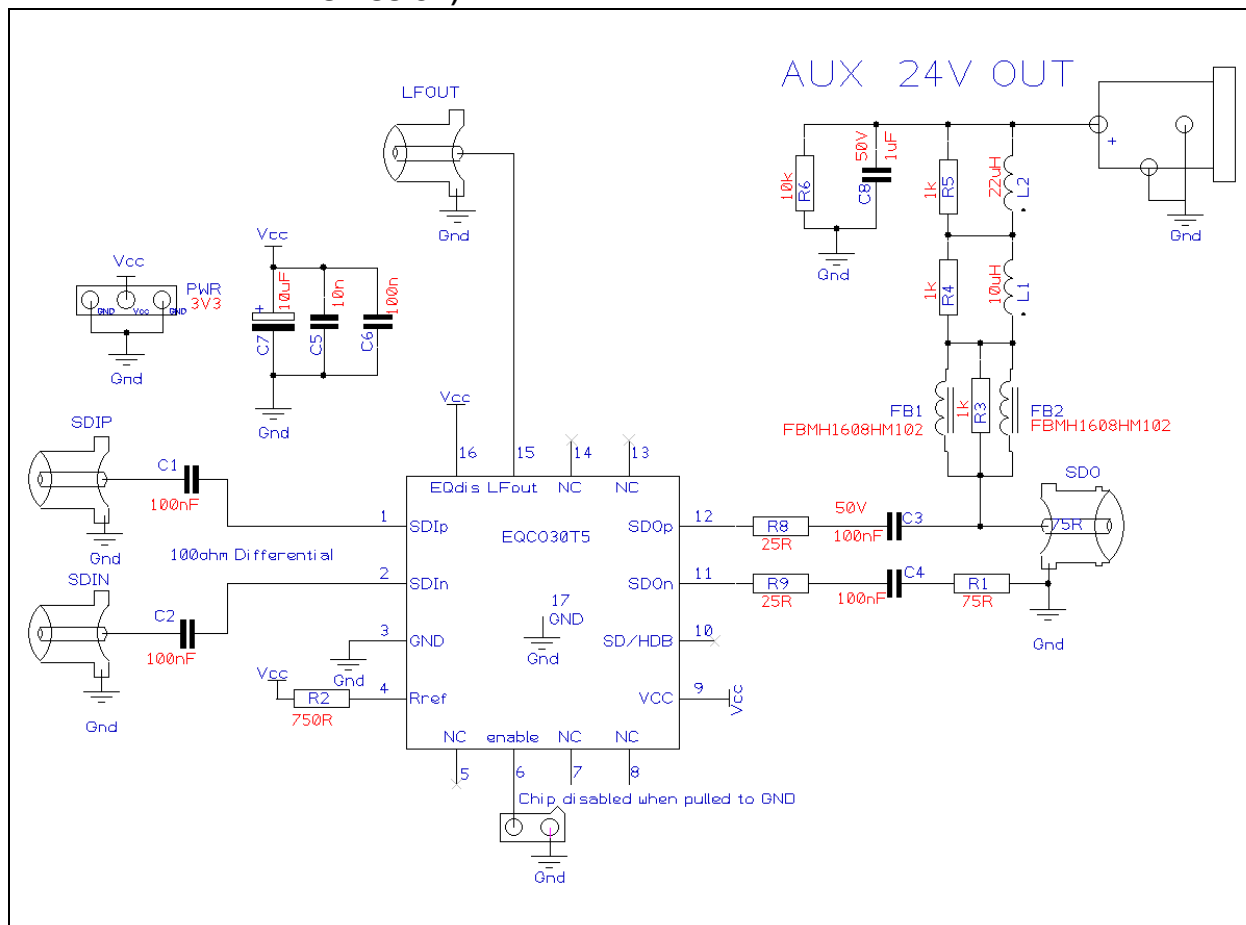 AUX 24V OUT
LFOUT
Gnd
+
Gnd
10k
R6
50V
1uF
C8
Gnd
1k
R5
22uH
L2
1k
R4
10uH
L1
FB1
FBMH1608HM102
1k
R3
FB2
FBMH1608HM102
Vcc
PWR
3V3
GND
Vcc
GND
Gnd
Vcc
+
10uF
C7
10n
C5
100n
C6
Gnd
Vcc
SDIP
C1
100nF
Gnd
100ohm Differential
SDIN
C2
100nF
Gnd
16
15
14
13
EQdis
LFout
NC
NC
1
SDIp
EQCO30T5
SDOp
12
2
SDIn
SDOn
11
17
GND
Gnd
3
GND
SD/HDB
10
Gnd
Vcc
R2
750R
4
Rref
VCC
9
Vcc
NC
enable
NC
NC
5
6
7
8
Chip disabled when pulled to GND
Gnd
R8
25R
50V
C3
100nF
R9
25R
C4
100nF
R1
75R
SDO
75R
Gnd